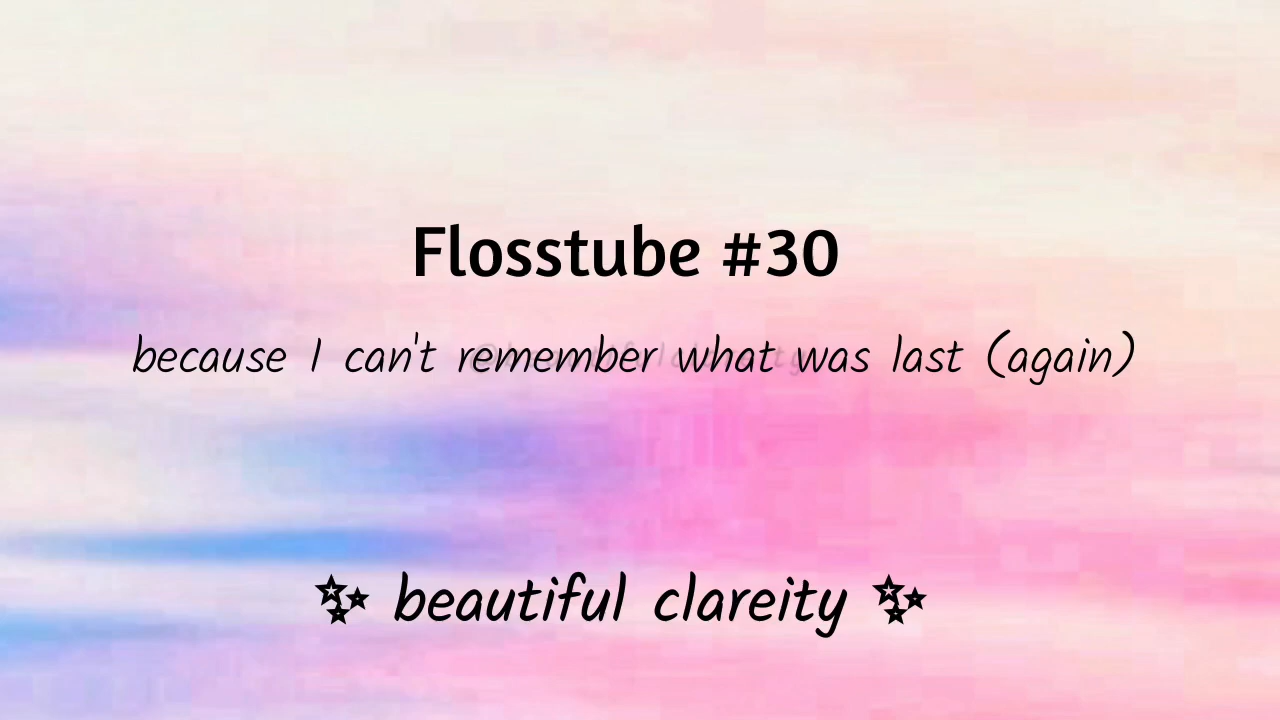 Flosstube #30
because I can't remember what was last (again)
✨ beautiful clareity ✨